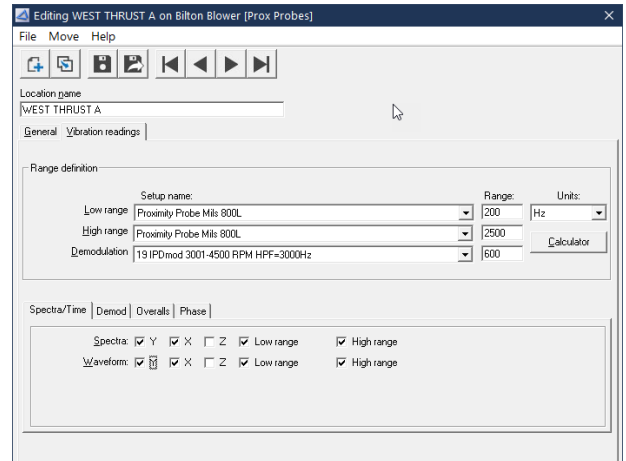 Editing WEST THRUST A on Bilton Blower [Prox Probes]
File Move Help
Location name
WEST THRUST A
General Vibration readings
Range definition
Setup name: Range: Units:
Low range Proximity Probe Mils 800L 200 Hz
High range Proximity Probe Mils 800L 2500 Calculator
Demodulation 19 IPDmod 3001-4500 RPM HPF=3000Hz 600
Spectra/Time Demod Overalls Phase
Spectra: Y X Z Low range High range
Waveform: Y X Z Low range High range